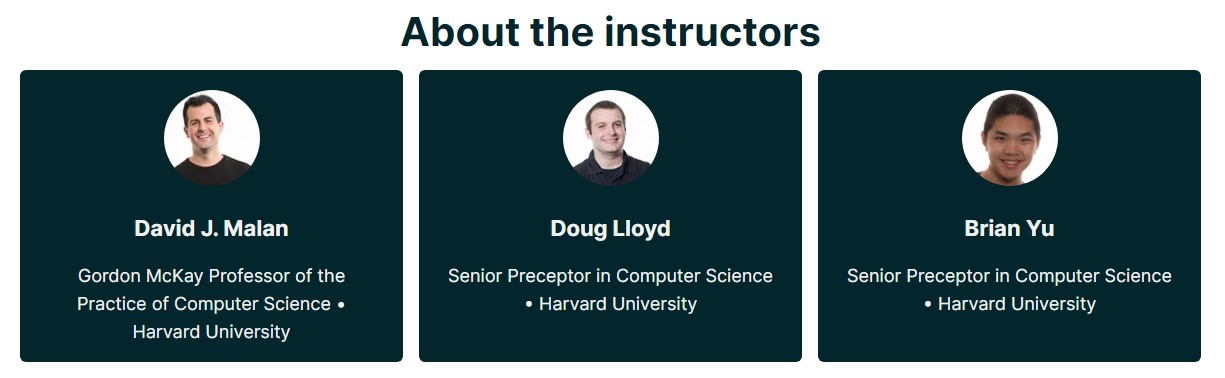 About the instructors
David J. Malan
Gordon McKay Professor of the
Practice of Computer Science •
Harvard University
Doug Lloyd
Senior Preceptor in Computer Science
• Harvard University
Brian Yu
Senior Preceptor in Computer Science
• Harvard University